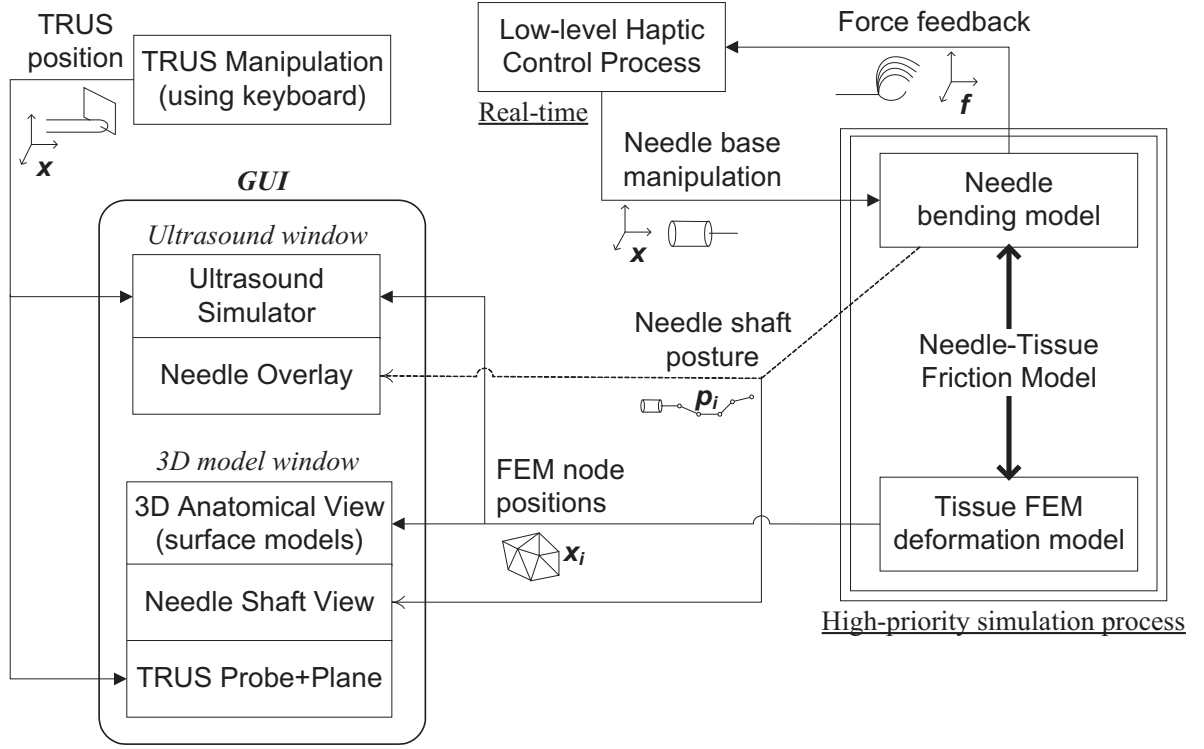 TRUS
position
TRUS Manipulation
(using keyboard)
x
Low-level Haptic
Control Process
Real-time
Force feedback
f
Needle base
manipulation
x
Needle
bending model
Needle-Tissue
Friction Model
Tissue FEM
deformation model
High-priority simulation process
GUI
Ultrasound window
Ultrasound
Simulator
Needle Overlay
Needle shaft
posture
pi
3D model window
3D Anatomical View
(surface models)
Needle Shaft View
TRUS Probe+Plane
FEM node
positions
xi